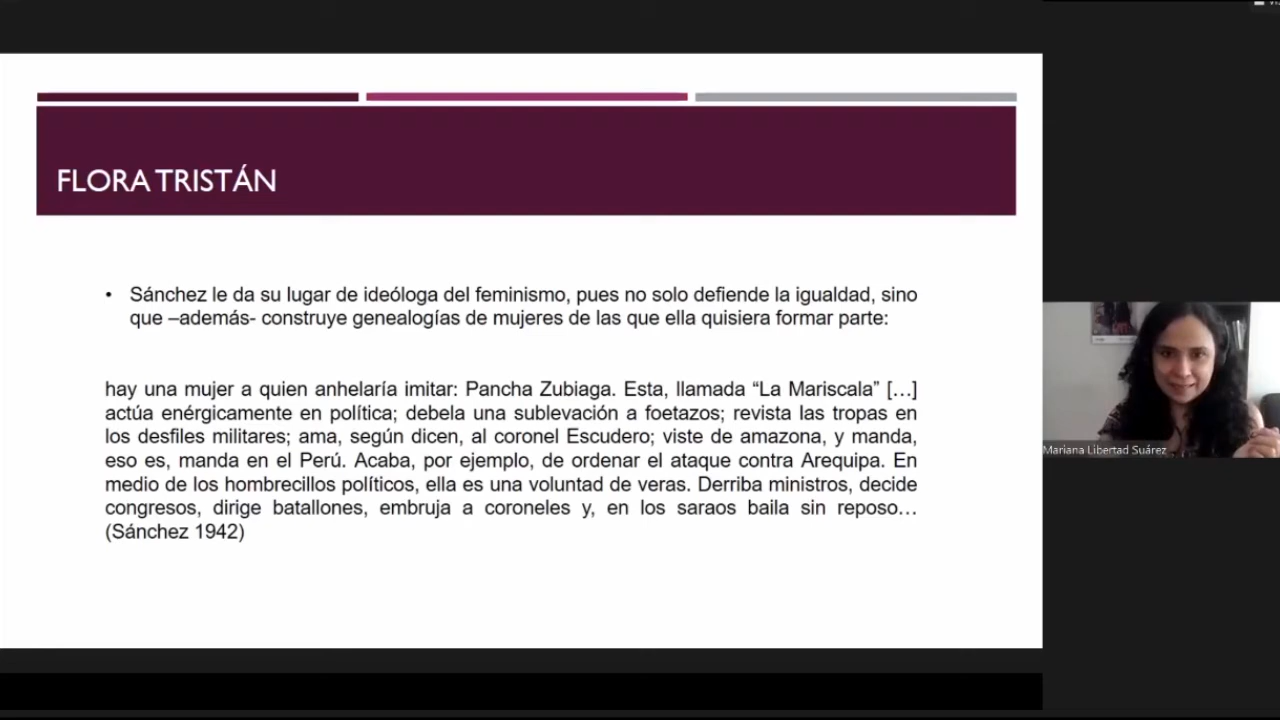 FLORA TRISTÁN
• Sánchez le da su lugar de ideóloga del feminismo, pues no solo defiende la igualdad, sino
que –además- construye genealogías de mujeres de las que ella quisiera formar parte:
hay una mujer a quien anhelaría imitar: Pancha Zubiaga. Esta, llamada “La Mariscala” […]
actúa enérgicamente en política; debela una sublevación a foetazos; revista las tropas en
los desfiles militares; ama, según dicen, al coronel Escudero; viste de amazona, y manda,
eso es, manda en el Perú. Acaba, por ejemplo, de ordenar el ataque contra Arequipa. En
medio de los hombrecillos políticos, ella es una voluntad de veras. Derriba ministros, decide
congresos, dirige batallones, embruja a coroneles y, en los saraos baila sin reposo…
(Sánchez 1942)
Mariana Libertad Suárez